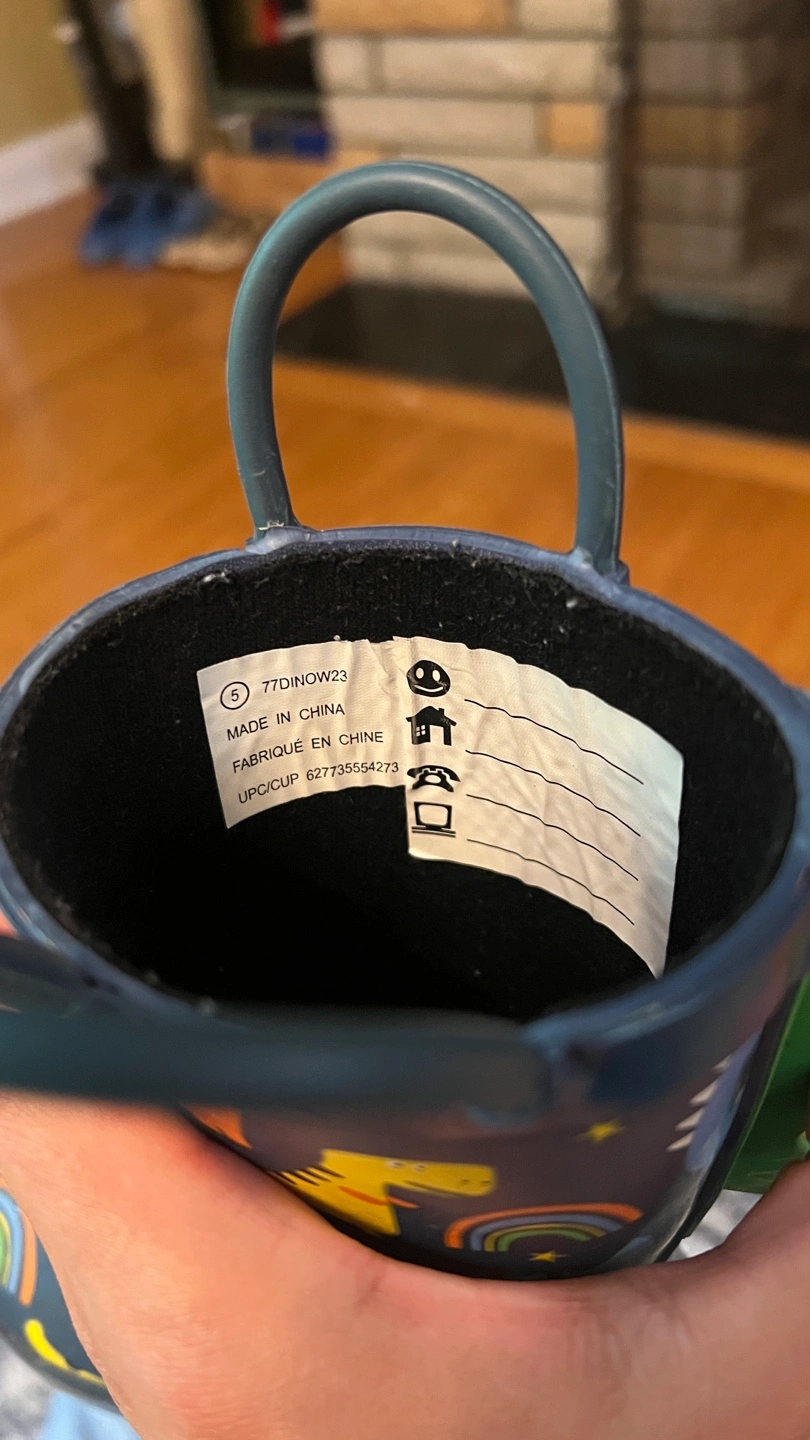 5 77DINOW23
MADE IN CHINA
FABRIQUÉ EN CHINE
UPC/CUP 627735554273